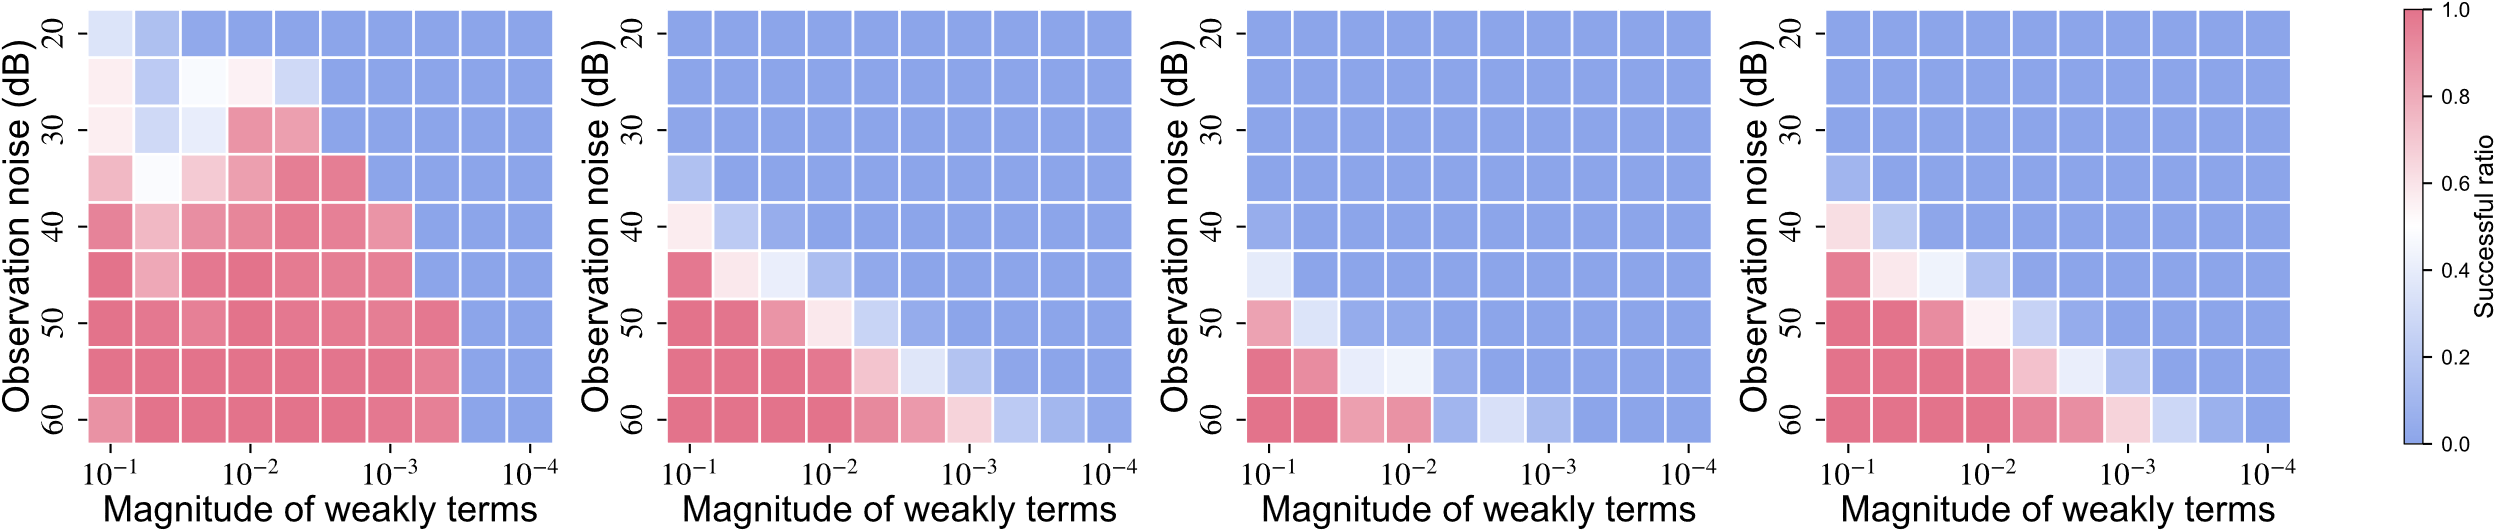 Observation noise (dB)
20
30
40
50
60
10⁻¹ 10⁻² 10⁻³ 10⁻⁴
Magnitude of weakly terms
Observation noise (dB)
20
30
40
50
60
10⁻¹ 10⁻² 10⁻³ 10⁻⁴
Magnitude of weakly terms
Observation noise (dB)
20
30
40
50
60
10⁻¹ 10⁻² 10⁻³ 10⁻⁴
Magnitude of weakly terms
Observation noise (dB)
20
30
40
50
60
10⁻¹ 10⁻² 10⁻³ 10⁻⁴
Magnitude of weakly terms
1.0
0.8
0.6
0.4
0.2
0.0
Successful ratio